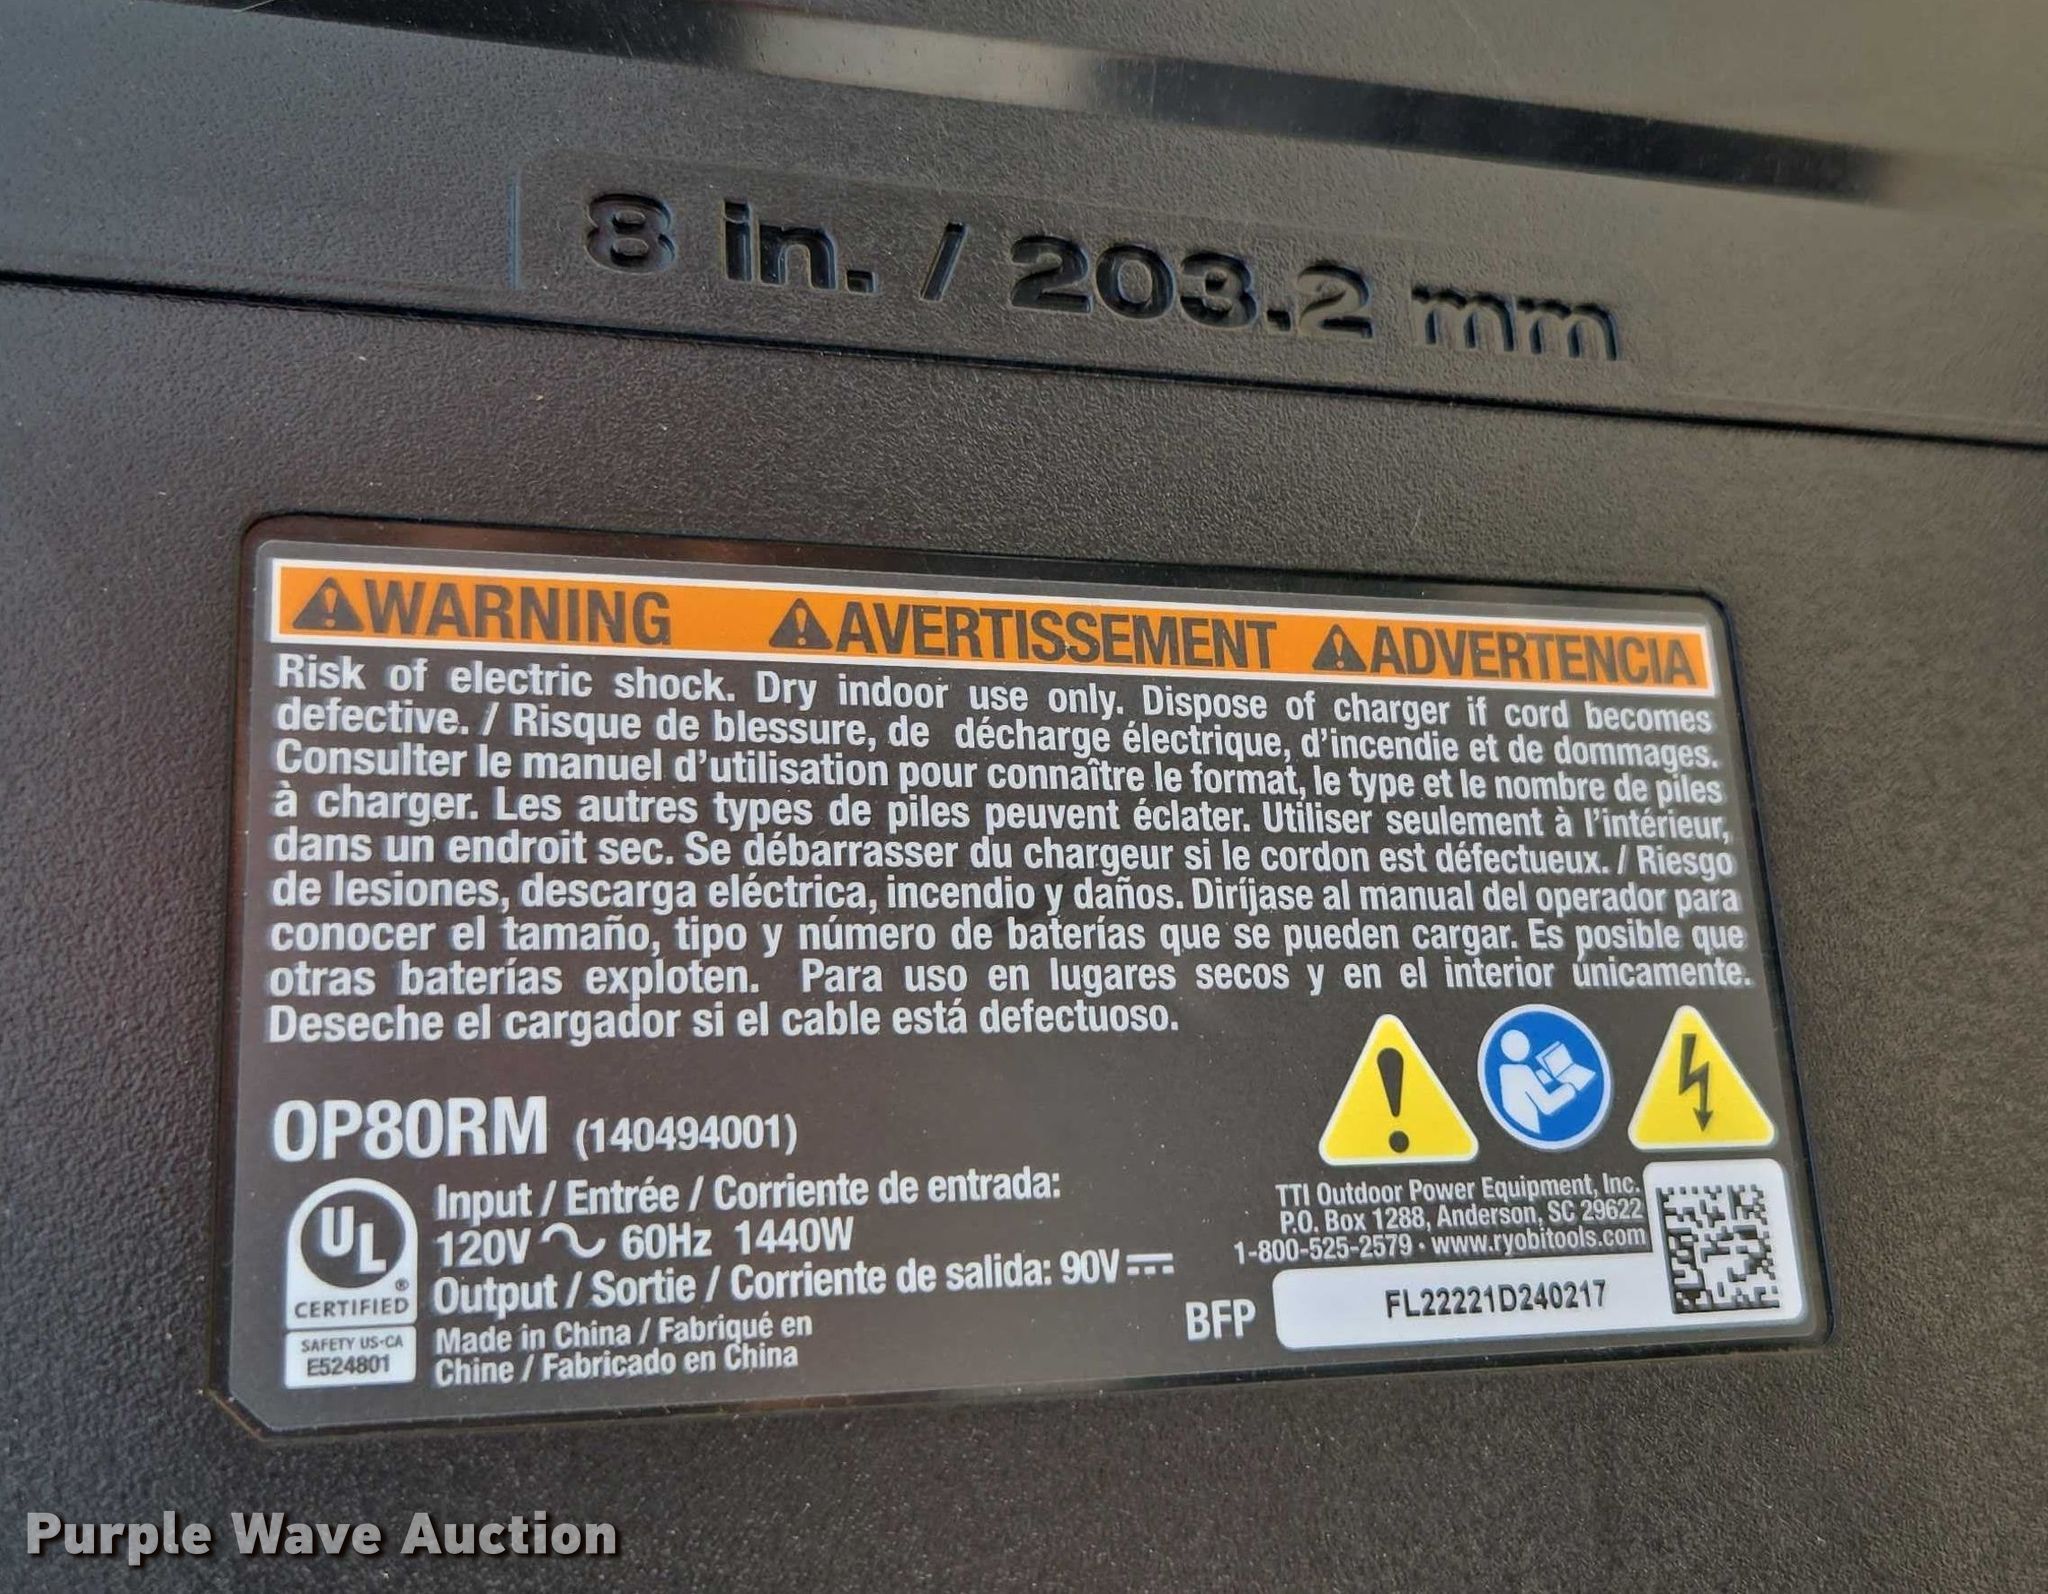 8 in. / 203.2 mm
WARNING AVERTISSEMENT ADVERTENCIA
Risk of electric shock. Dry indoor use only. Dispose of charger if cord becomes
defective. / Risque de blessure, de décharge électrique, d'incendie et de dommages.
Consulter le manuel d'utilisation pour connaître le format, le type et le nombre de piles
à charger. Les autres types de piles peuvent éclater. Utiliser seulement à l'intérieur,
dans un endroit sec. Se débarrasser du chargeur si le cordon est défectueux. / Riesgo
de lesiones, descarga eléctrica, incendio y daños. Diríjase al manual del operador para
conocer el tamaño, tipo y número de baterías que se pueden cargar. Es posible que
otras baterías exploten. Para uso en lugares secos y en el interior únicamente.
Deseche el cargador si el cable está defectuoso.
OP80RM (140494001)
UL ®
CERTIFIED
SAFETY US-CA
E524801
Input / Entrée / Corriente de entrada:
120V 60Hz 1440W
Output / Sortie / Corriente de salida: 90V
Made in China / Fabriqué en
Chine / Fabricado en China
TTI Outdoor Power Equipment, Inc.
P.O. Box 1288, Anderson, SC 29622
1-800-525-2579 · www.ryobitools.com
BFP FL22221D240217
Purple Wave Auction